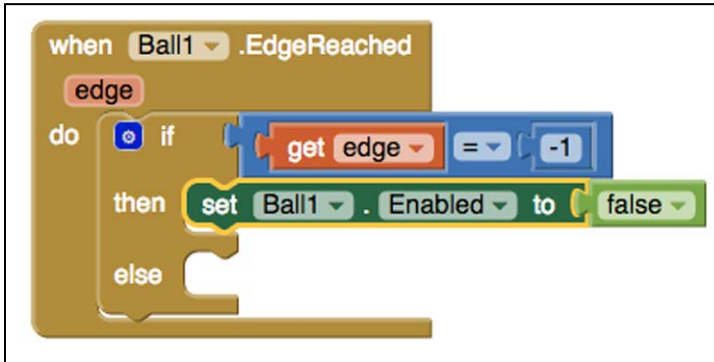 when Ball1 .EdgeReached
edge
do if get edge = -1
then set Ball1 . Enabled to false
else